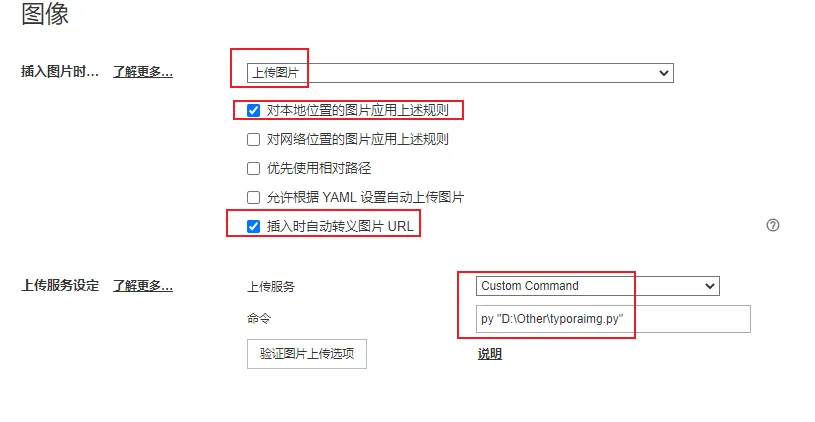 图像
插入图片时... 了解更多... 上传图片
对本地位置的图片应用上述规则
对网络位置的图片应用上述规则
优先使用相对路径
允许根据 YAML 设置自动上传图片
插入时自动转义图片 URL
上传服务设定 了解更多... 上传服务 Custom Command
命令 py "D:\Other\typoraimg.py"
验证图片上传选项 说明